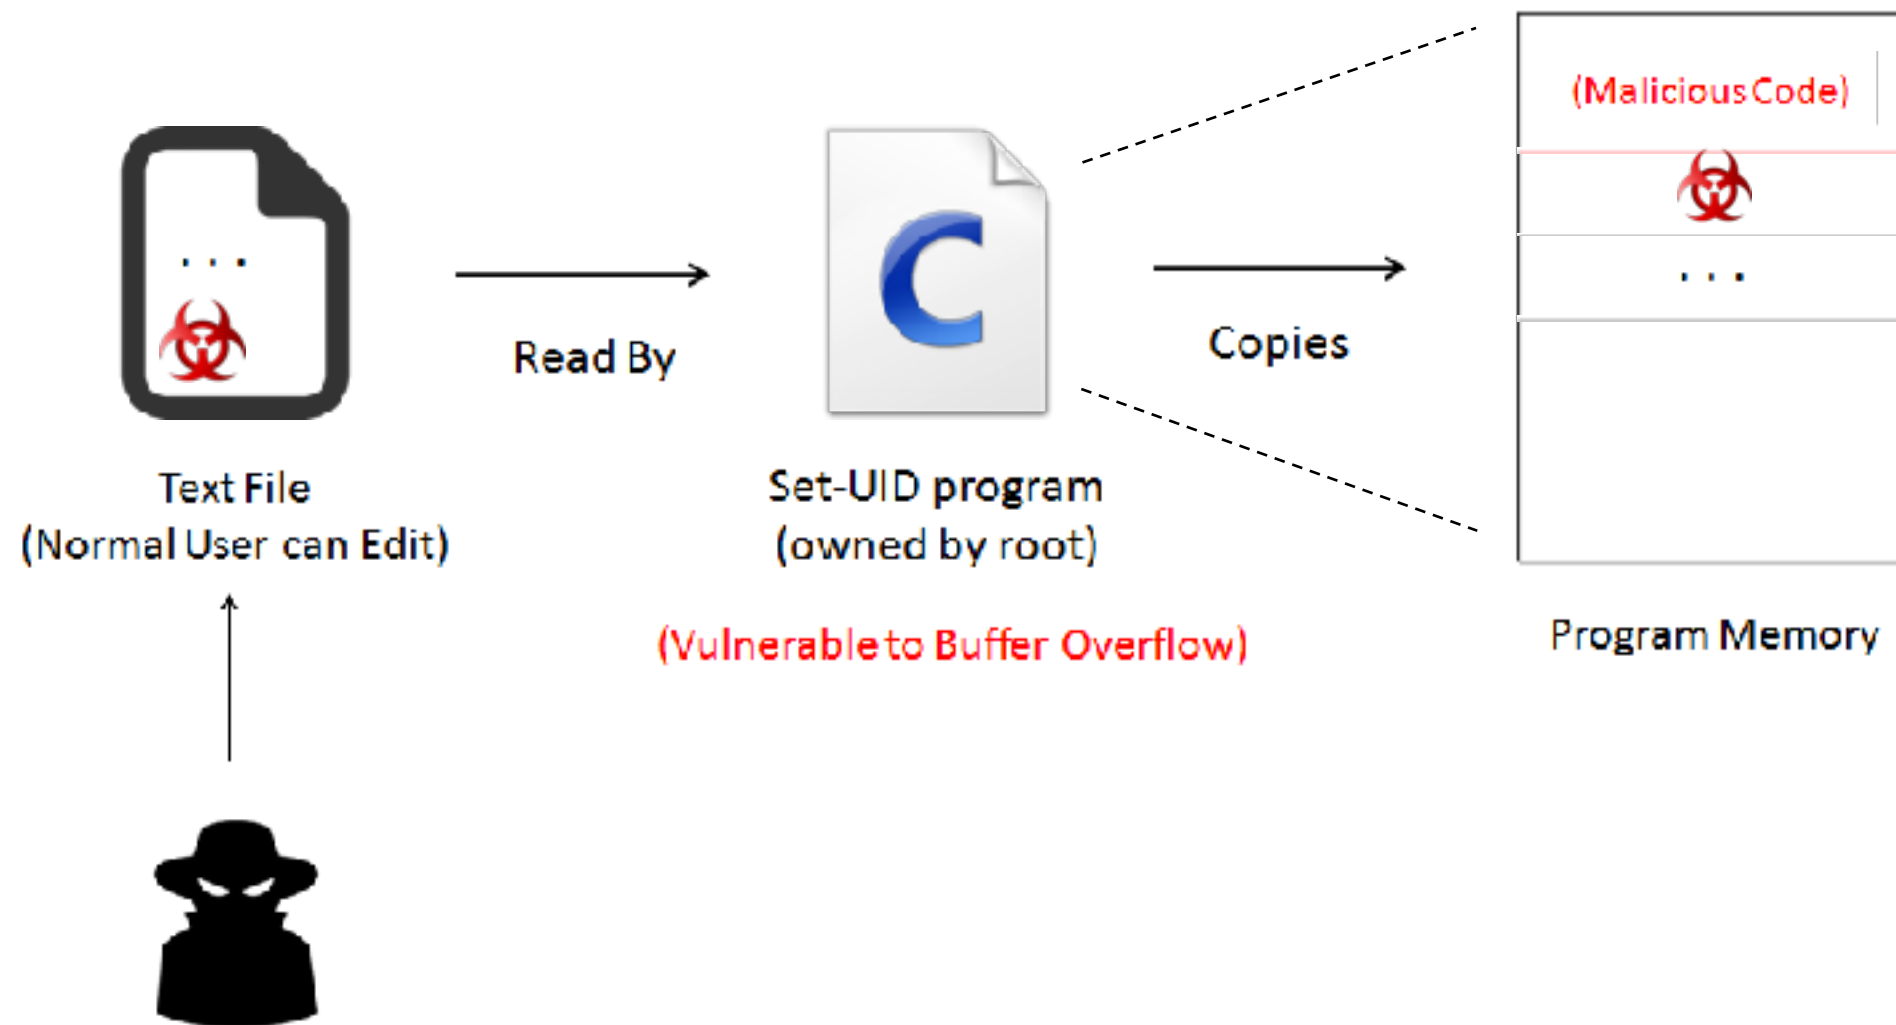 (Malicious Code)
. . .
. . .
C
Read By
Copies
Text File
(Normal User can Edit)
Set-UID program
(owned by root)
(Vulnerable to Buffer Overflow)
Program Memory